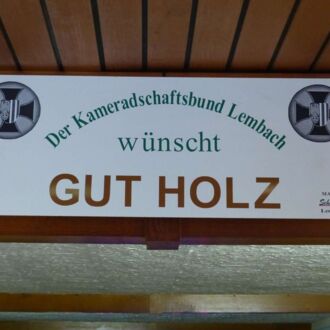 Der Kameradschaftsbund Lembach
wünscht
GUT HOLZ